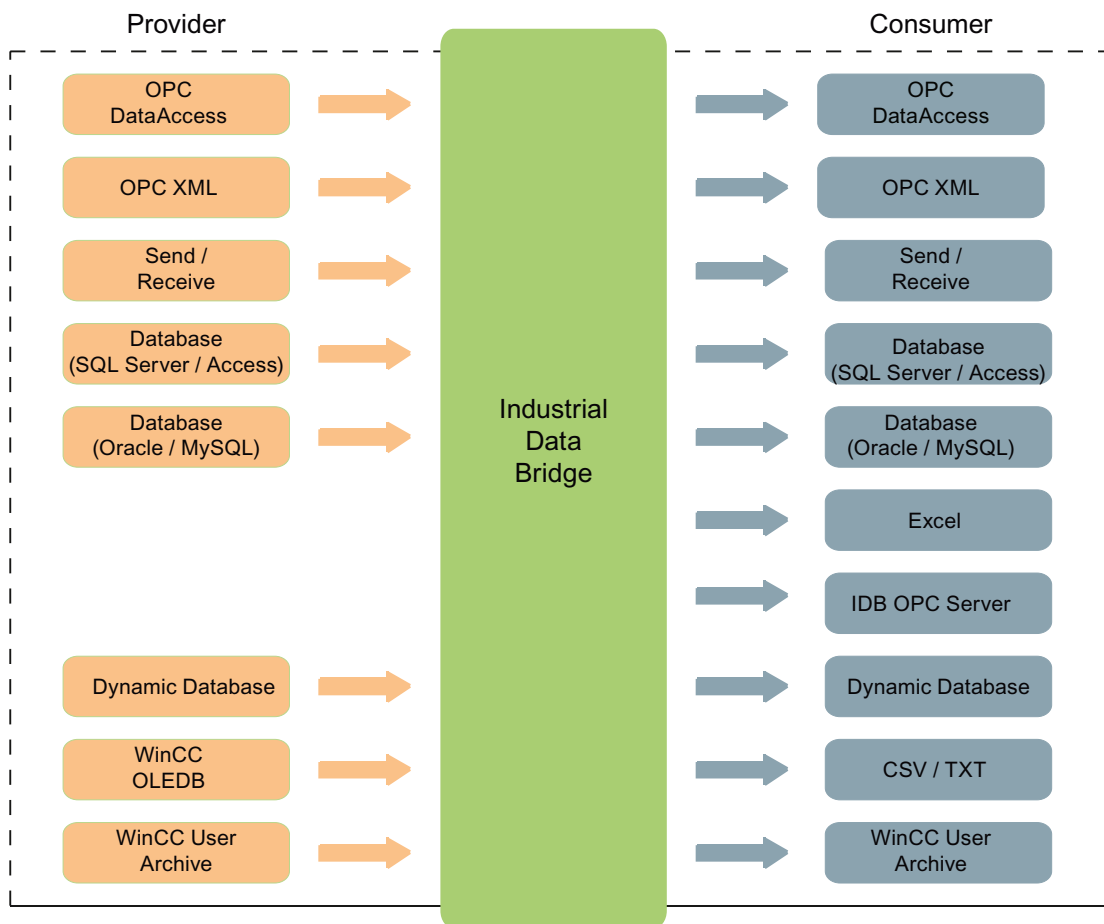 Provider
Consumer
OPC
DataAccess
OPC XML
Send /
Receive
Database
(SQL Server / Access)
Database
(Oracle / MySQL)
Dynamic Database
WinCC
OLEDB
WinCC User
Archive
Industrial
Data
Bridge
OPC
DataAccess
OPC XML
Send /
Receive
Database
(SQL Server / Access)
Database
(Oracle / MySQL)
Excel
IDB OPC Server
Dynamic Database
CSV / TXT
WinCC User
Archive